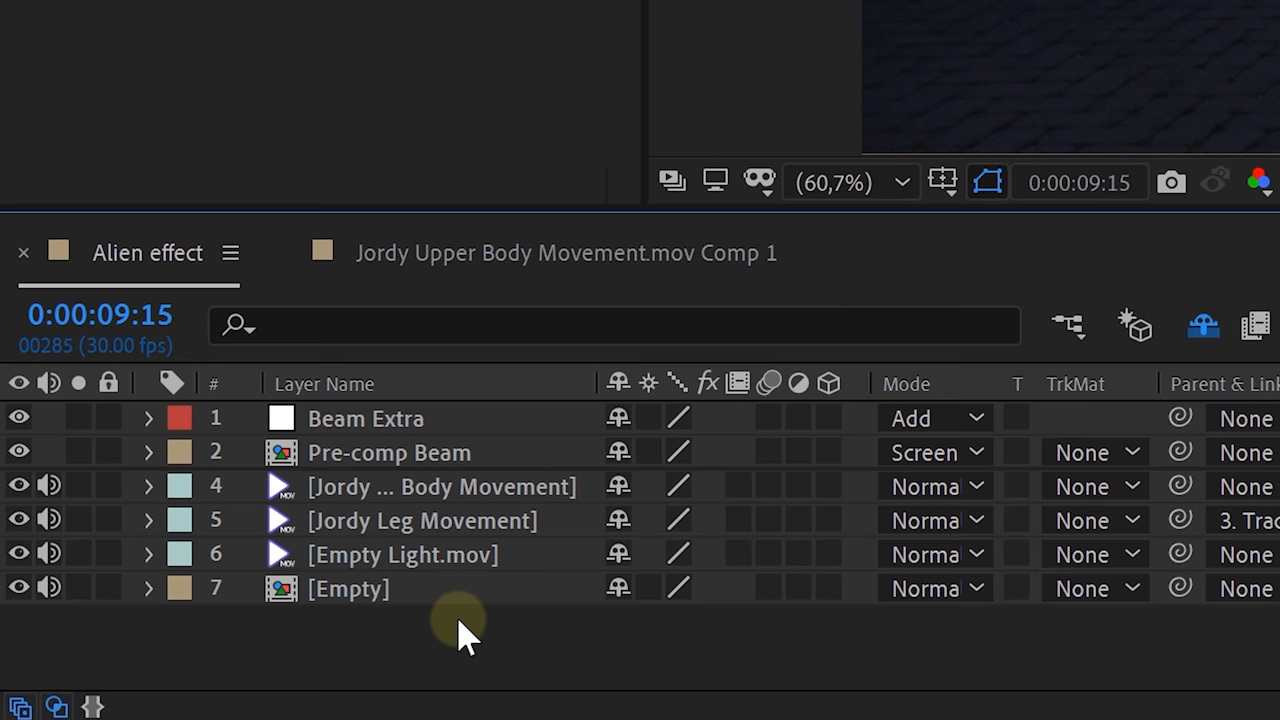 (60,7%) 0:00:09:15
Alien effect Jordy Upper Body Movement.mov Comp 1
0:00:09:15
00285 (30.00 fps)
# Layer Name fx Mode T TrkMat Parent & Link
1 Beam Extra Add None
2 Pre-comp Beam Screen None None
4 [Jordy ... Body Movement] Norma None None
5 [Jordy Leg Movement] Norma None 3. Trac
6 [Empty Light.mov] Norma None None
7 [Empty] Norma None None